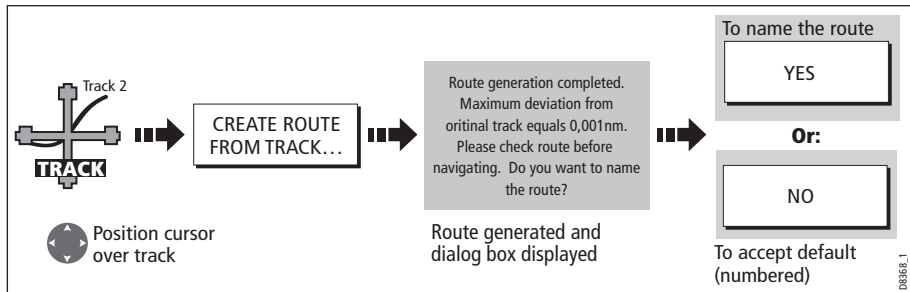 Track 2
TRACK
Position cursor
over track
CREATE ROUTE
FROM TRACK...
Route generation completed.
Maximum deviation from
oritinal track equals 0,001nm.
Please check route before
navigating. Do you want to name
the route?
Route generated and
dialog box displayed
To name the route
YES
Or:
NO
To accept default
(numbered)
D8368_1